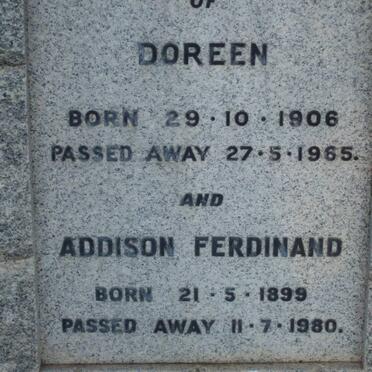 OF
DOREEN
BORN 29·10·1906
PASSED AWAY 27·5·1965.
AND
ADDISON FERDINAND
BORN 21·5·1899
PASSED AWAY 11·7·1980.